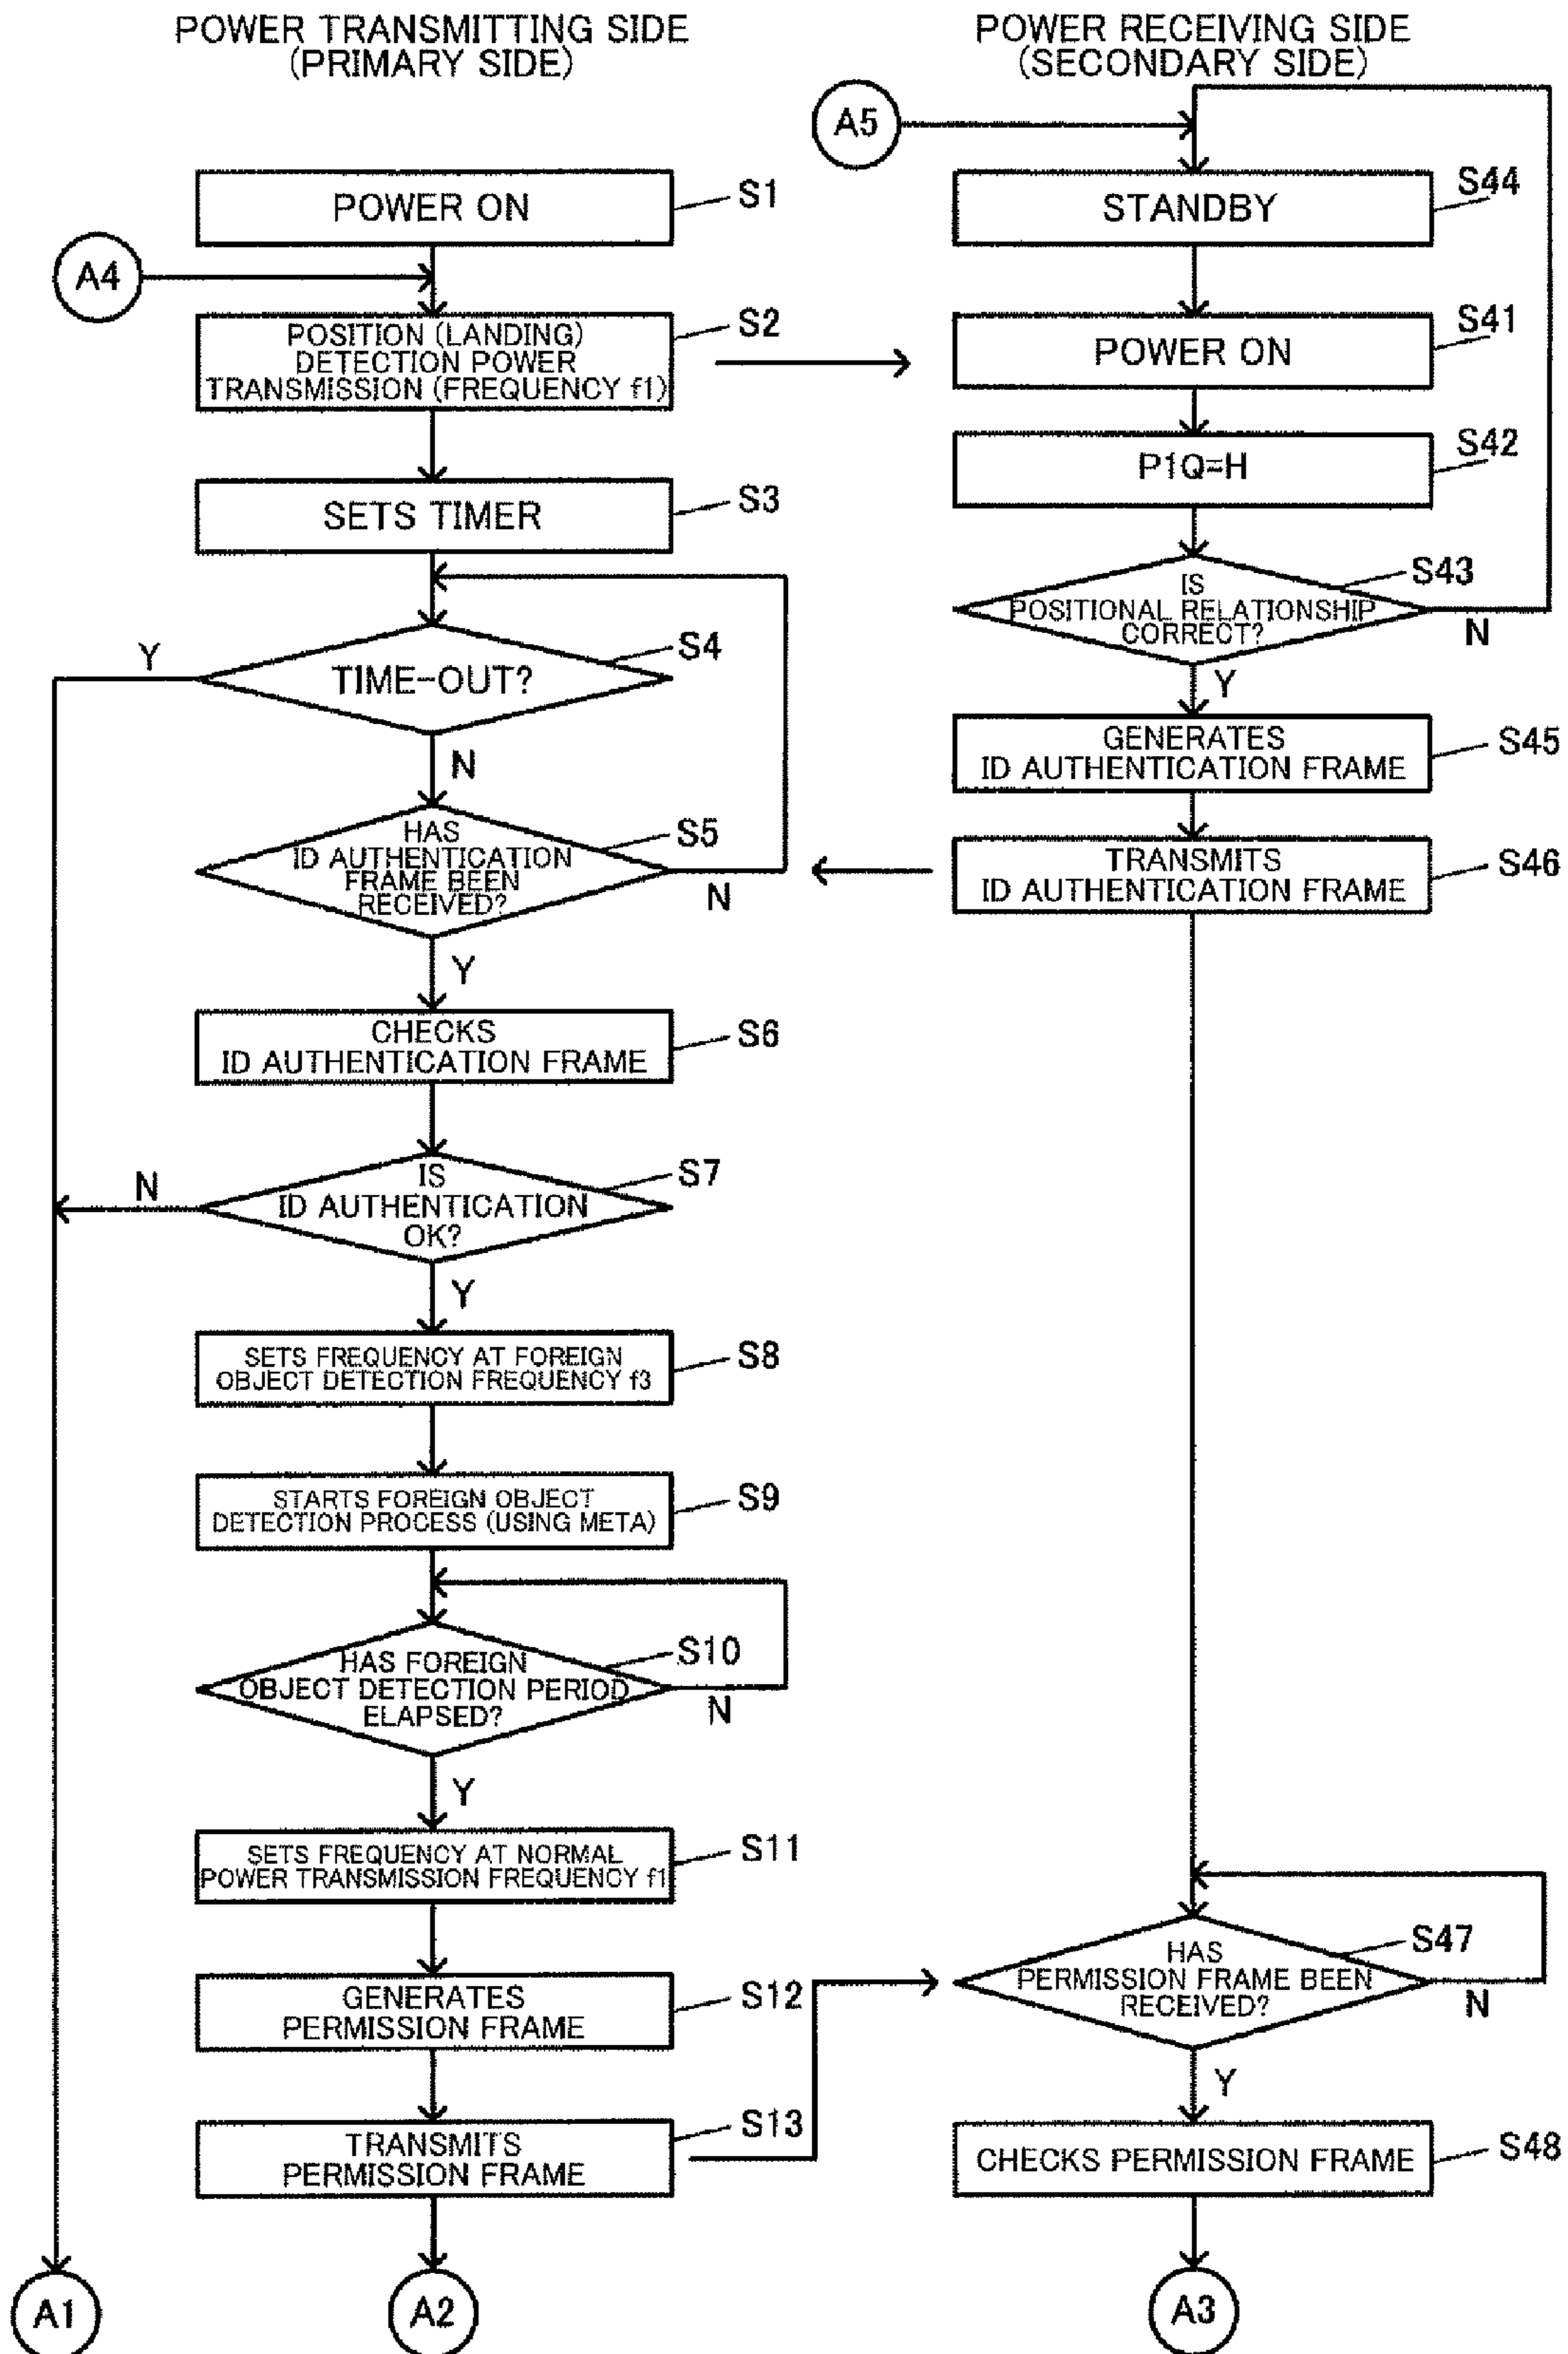 POWER TRANSMITTING SIDE
(PRIMARY SIDE)
POWER ON
S1
A4
POSITION (LANDING)
DETECTION POWER
TRANSMISSION (FREQUENCY f1)
S2
SETS TIMER
S3
TIME-OUT?
S4
Y
N
HAS
ID AUTHENTICATION
FRAME BEEN
RECEIVED?
S5
N
Y
CHECKS
ID AUTHENTICATION FRAME
S6
IS
ID AUTHENTICATION
OK?
S7
N
Y
SETS FREQUENCY AT FOREIGN
OBJECT DETECTION FREQUENCY f3
S8
STARTS FOREIGN OBJECT
DETECTION PROCESS (USING META)
S9
HAS FOREIGN
OBJECT DETECTION PERIOD
ELAPSED?
S10
N
Y
SETS FREQUENCY AT NORMAL
POWER TRANSMISSION FREQUENCY f1
S11
GENERATES
PERMISSION FRAME
S12
TRANSMITS
PERMISSION FRAME
S13
A1
A2
POWER RECEIVING SIDE
(SECONDARY SIDE)
A5
STANDBY
S44
POWER ON
S41
P1Q=H
S42
IS
POSITIONAL RELATIONSHIP
CORRECT?
S43
N
Y
GENERATES
ID AUTHENTICATION FRAME
S45
TRANSMITS
ID AUTHENTICATION FRAME
S46
HAS
PERMISSION FRAME BEEN
RECEIVED?
S47
N
Y
CHECKS PERMISSION FRAME
S48
A3